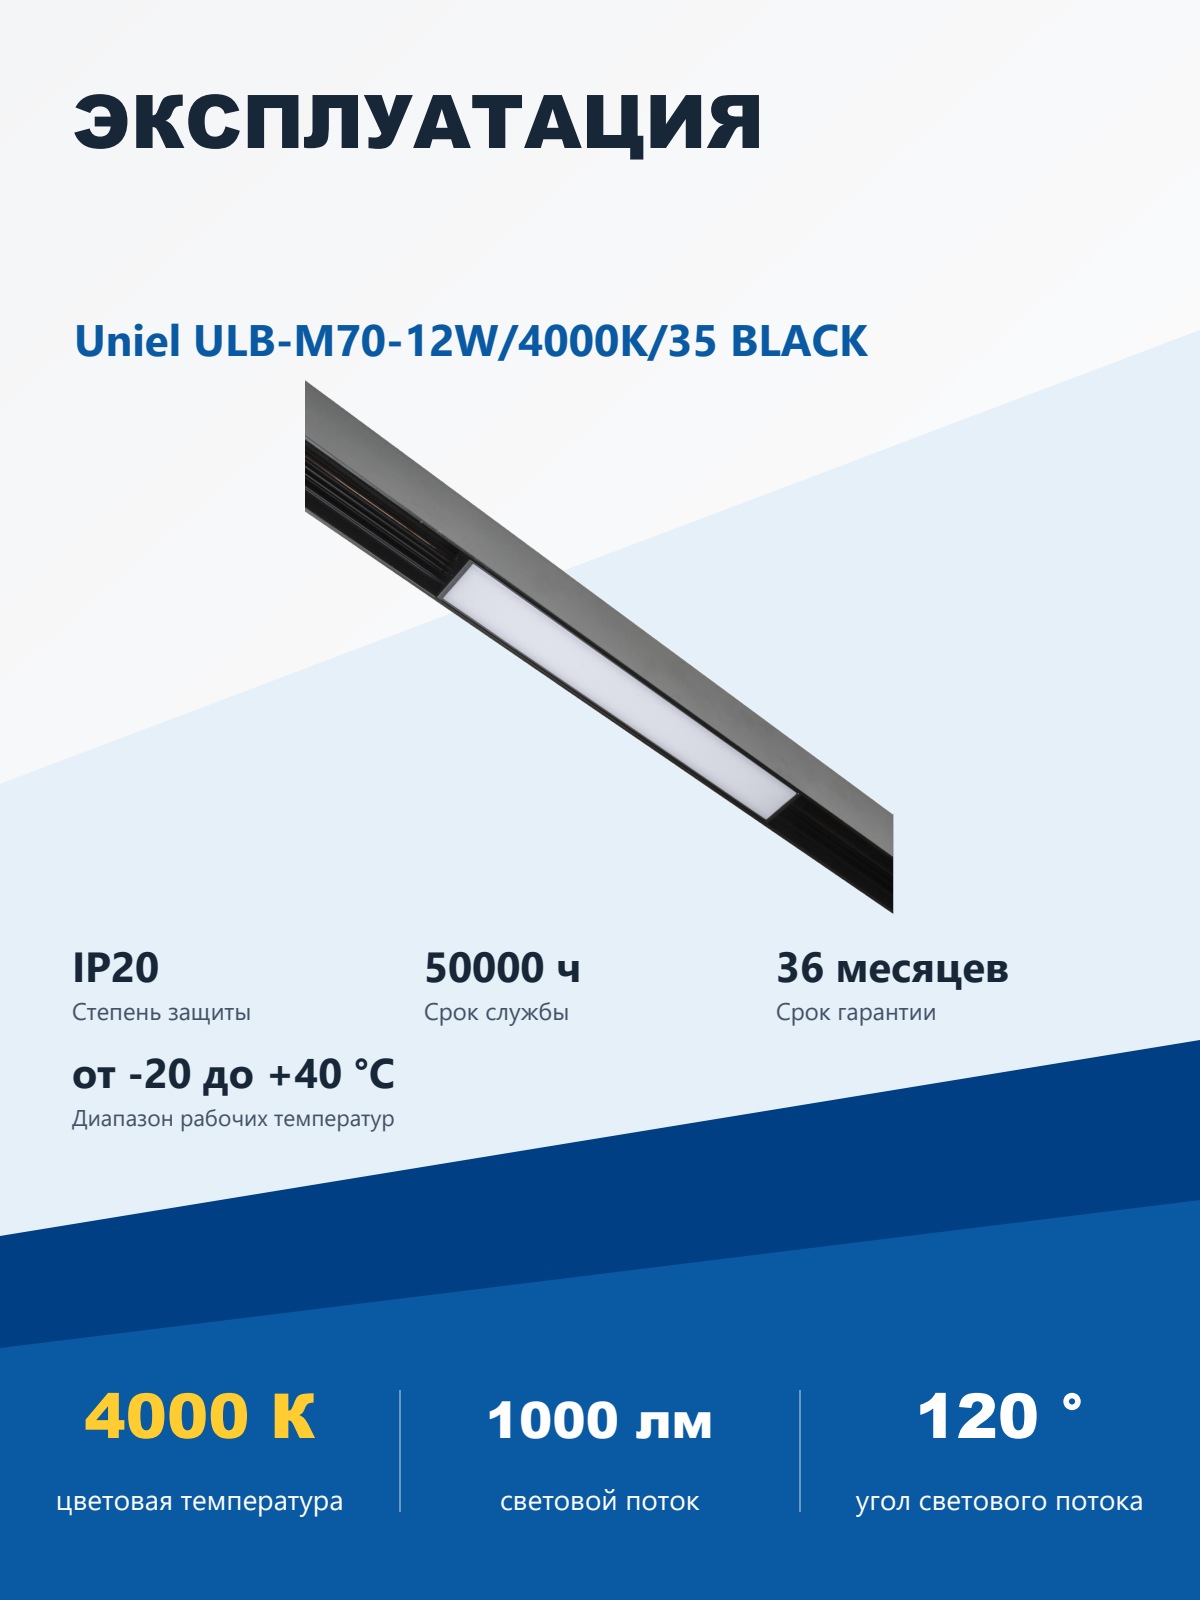 ЭКСПЛУАТАЦИЯ
Uniel ULB-M70-12W/4000K/35 BLACK
IP20
Степень защиты
50000 ч
Срок службы
36 месяцев
Срок гарантии
от -20 до +40 °C
Диапазон рабочих температур
4000 К
цветовая температура
1000 лм
световой поток
120 °
угол светового потока